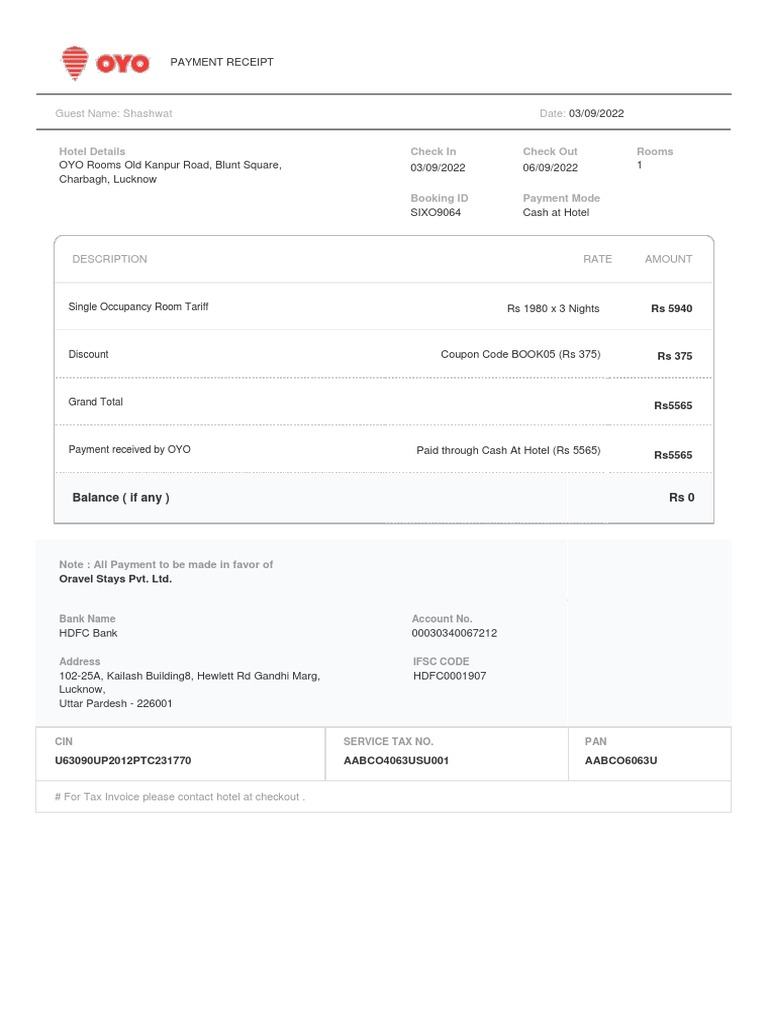 OYO PAYMENT RECEIPT
Guest Name: Shashwat Date: 03/09/2022
Hotel Details Check In Check Out Rooms
OYO Rooms Old Kanpur Road, Blunt Square, 03/09/2022 06/09/2022 1
Charbagh, Lucknow
Booking ID Payment Mode
SIXO9064 Cash at Hotel
DESCRIPTION RATE AMOUNT
Single Occupancy Room Tariff Rs 1980 x 3 Nights Rs 5940
Discount Coupon Code BOOK05 (Rs 375) Rs 375
Grand Total Rs5565
Payment received by OYO Paid through Cash At Hotel (Rs 5565) Rs5565
Balance ( if any ) Rs 0
Note : All Payment to be made in favor of
Oravel Stays Pvt. Ltd.
Bank Name Account No.
HDFC Bank 00030340067212
Address IFSC CODE
102-25A, Kailash Building8, Hewlett Rd Gandhi Marg, HDFC0001907
Lucknow,
Uttar Pardesh - 226001
CIN SERVICE TAX NO. PAN
U63090UP2012PTC231770 AABCO4063USU001 AABCO6063U
# For Tax Invoice please contact hotel at checkout .